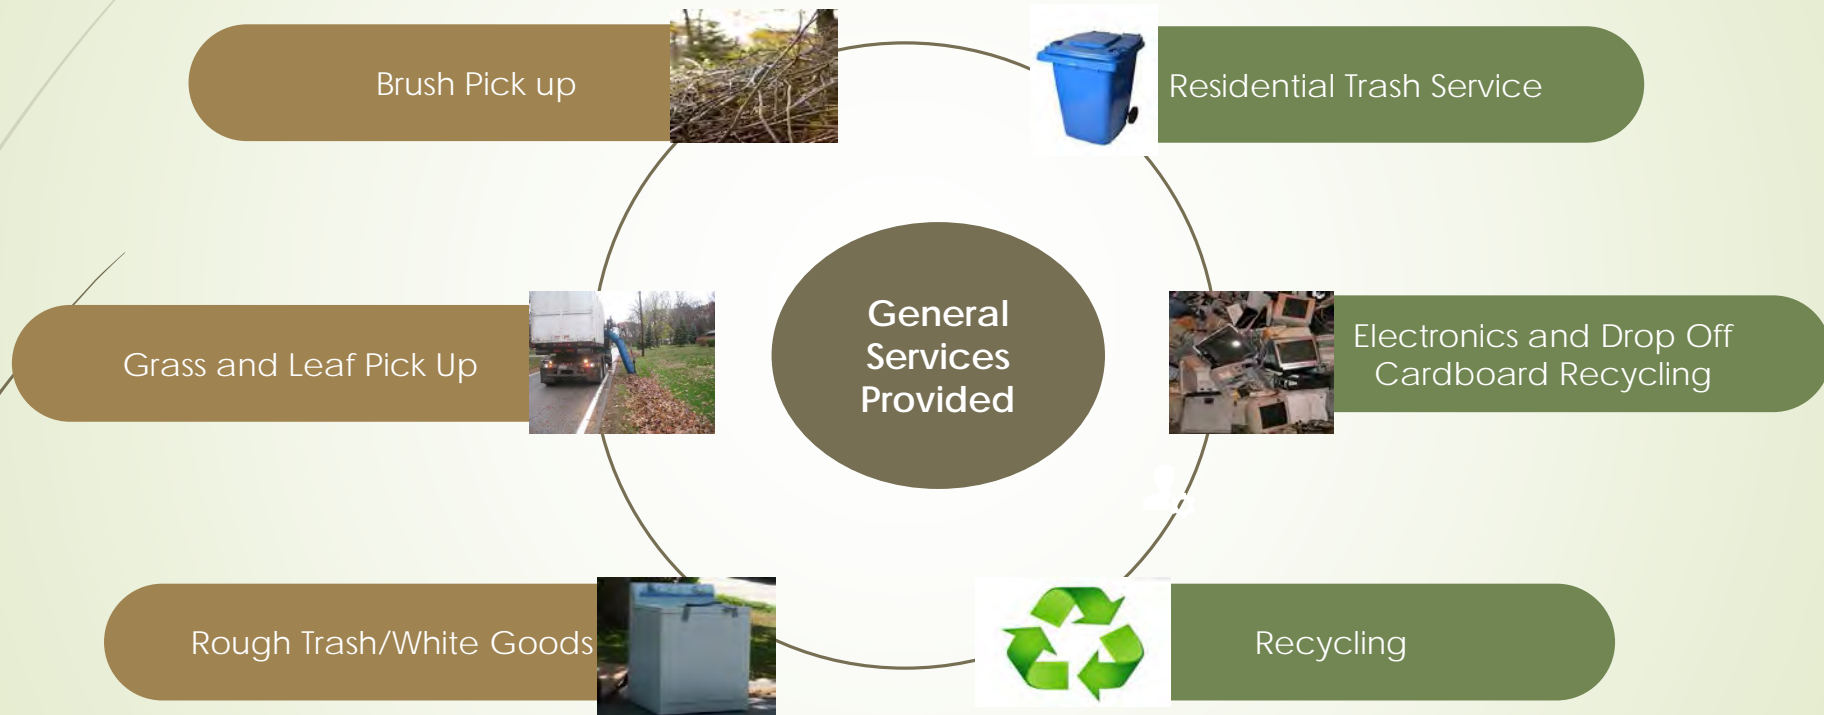 Brush Pick up
Residential Trash Service
General
Services
Provided
Grass and Leaf Pick Up
Electronics and Drop Off
Cardboard Recycling
Rough Trash/White Goods
Recycling